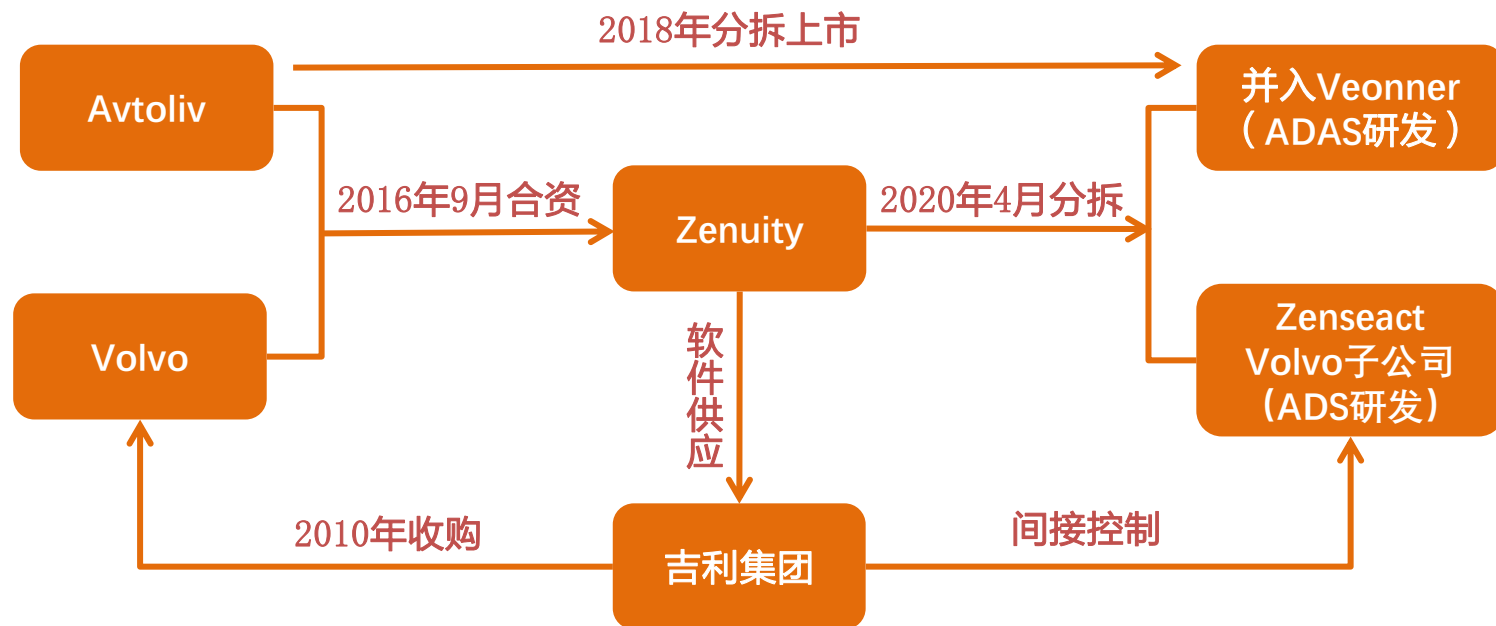 2018年分拆上市
Avtoliv
并入Veonner
（ADAS研发）
2016年9月合资
Zenuity
2020年4月分拆
Volvo
软
件
供
应
Zenseact
Volvo子公司
(ADS研发)
2010年收购
吉利集团
间接控制